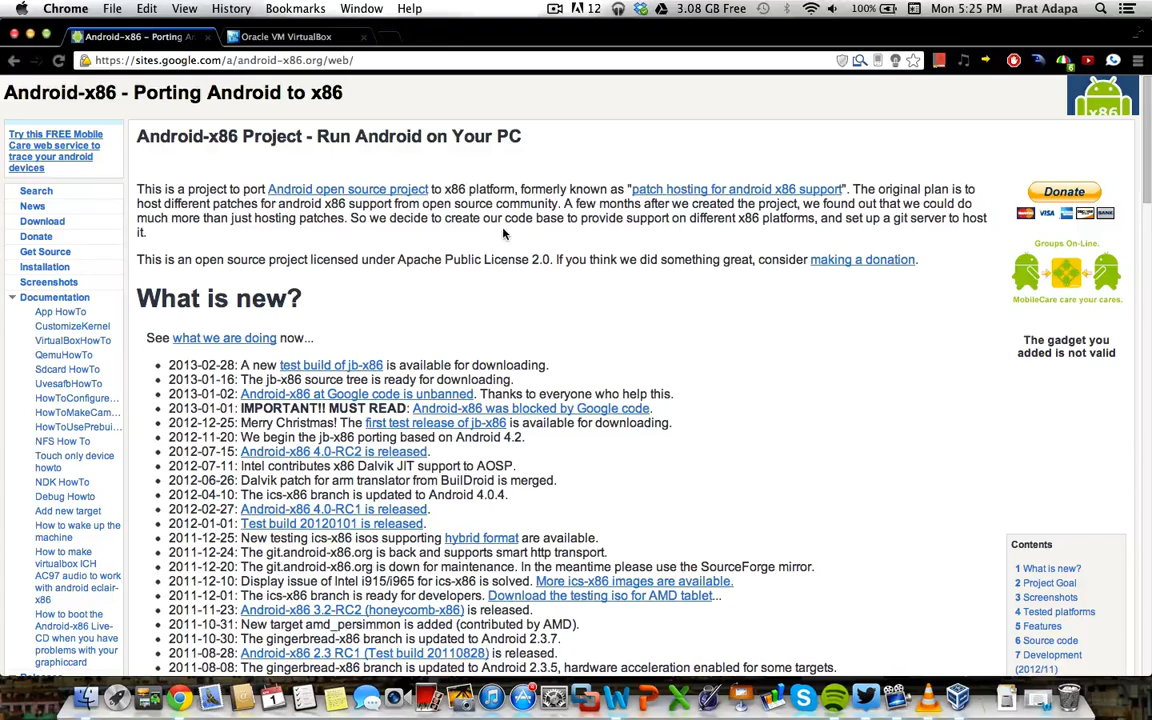 Chrome File Edit View History Bookmarks Window Help 12 3.08 GB Free 100% Mon 5:25 PM Prat Adapa
Android-x86 - Porting An Oracle VM VirtualBox
https://sites.google.com/a/android-x86.org/web/
Android-x86 - Porting Android to x86
x86
Try this FREE Mobile
Care web service to
trace your android
devices
Search
News
Download
Donate
Get Source
Installation
Screenshots
Documentation
App HowTo
CustomizeKernel
VirtualBoxHowTo
QemuHowTo
Sdcard HowTo
UvesafbHowTo
HowToConfigure...
HowToMakeCam...
HowToUsePrebui...
NFS How To
Touch only device
howto
NDK HowTo
Debug Howto
Add new target
How to wake up the
machine
How to make
virtualbox ICH
AC97 audio to work
with android eclair-
x86
How to boot the
Android-x86 Live-
CD when you have
problems with your
graphiccard
Android-x86 Project - Run Android on Your PC
This is a project to port Android open source project to x86 platform, formerly known as "patch hosting for android x86 support". The original plan is to
host different patches for android x86 support from open source community. A few months after we created the project, we found out that we could do
much more than just hosting patches. So we decide to create our code base to provide support on different x86 platforms, and set up a git server to host
it.
This is an open source project licensed under Apache Public License 2.0. If you think we did something great, consider making a donation.
What is new?
See what we are doing now...
2013-02-28: A new test build of jb-x86 is available for downloading.
2013-01-16: The jb-x86 source tree is ready for downloading.
2013-01-02: Android-x86 at Google code is unbanned. Thanks to everyone who help this.
2013-01-01: IMPORTANT!! MUST READ: Android-x86 was blocked by Google code.
2012-12-25: Merry Christmas! The first test release of jb-x86 is available for downloading.
2012-11-20: We begin the jb-x86 porting based on Android 4.2.
2012-07-15: Android-x86 4.0-RC2 is released.
2012-07-11: Intel contributes x86 Dalvik JIT support to AOSP.
2012-06-26: Dalvik patch for arm translator from BuilDroid is merged.
2012-04-10: The ics-x86 branch is updated to Android 4.0.4.
2012-02-27: Android-x86 4.0-RC1 is released.
2012-01-01: Test build 20120101 is released.
2011-12-25: New testing ics-x86 isos supporting hybrid format are available.
2011-12-24: The git.android-x86.org is back and supports smart http transport.
2011-12-20: The git.android-x86.org is down for maintenance. In the meantime please use the SourceForge mirror.
2011-12-10: Display issue of Intel i915/i965 for ics-x86 is solved. More ics-x86 images are available.
2011-12-01: The ics-x86 branch is ready for developers. Download the testing iso for AMD tablet...
2011-11-23: Android-x86 3.2-RC2 (honeycomb-x86) is released.
2011-10-31: New target amd_persimmon is added (contributed by AMD).
2011-10-30: The gingerbread-x86 branch is updated to Android 2.3.7.
2011-08-28: Android-x86 2.3 RC1 (Test build 20110828) is released.
2011-08-08: The gingerbread-x86 branch is updated to Android 2.3.5, hardware acceleration enabled for some targets.
Donate
VISA
BANK
Groups On-Line.
MobileCare care your cares.
The gadget you
added is not valid
Contents
1 What is new?
2 Project Goal
3 Screenshots
4 Tested platforms
5 Features
6 Source code
7 Development
(2012/11)